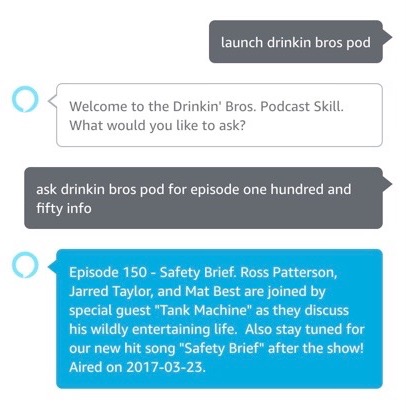 launch drinkin bros pod
Welcome to the Drinkin' Bros. Podcast Skill.
What would you like to ask?
ask drinkin bros pod for episode one hundred and
fifty info
Episode 150 - Safety Brief. Ross Patterson,
Jarred Taylor, and Mat Best are joined by
special guest "Tank Machine" as they discuss
his wildly entertaining life.  Also stay tuned for
our new hit song "Safety Brief" after the show!
Aired on 2017-03-23.